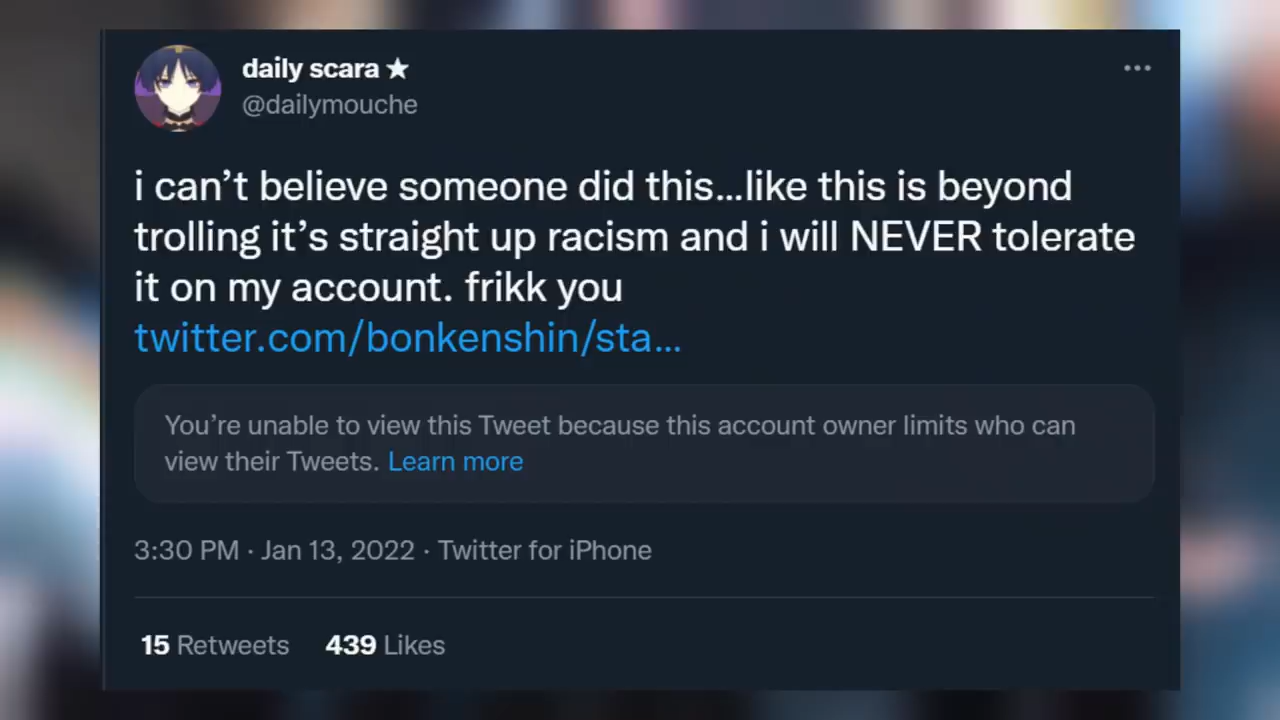 daily scara ★
@dailymouche
i can’t believe someone did this…like this is beyond
trolling it’s straight up racism and i will NEVER tolerate
it on my account. frikk you
twitter.com/bonkenshin/sta…
You’re unable to view this Tweet because this account owner limits who can
view their Tweets. Learn more
3:30 PM · Jan 13, 2022 · Twitter for iPhone
15 Retweets 439 Likes